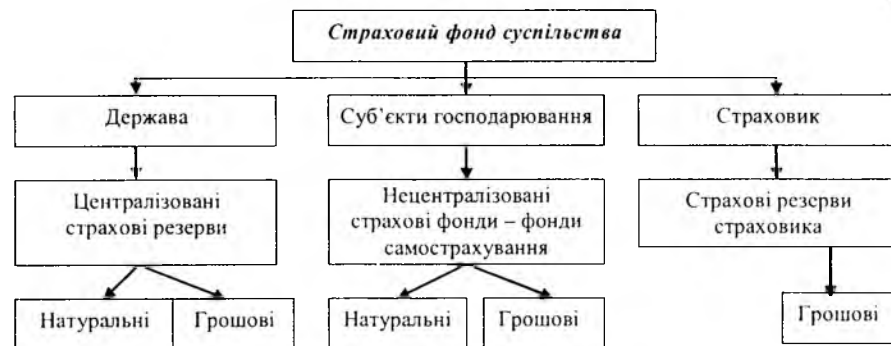 Страховий фонд суспільства
Держава
Суб’єкти господарювання
Страховик
Централізовані
страхові резерви
Нецентралізовані
страхові фонди – фонди
самострахування
Страхові резерви
страховика
Натуральні
Грошові
Натуральні
Грошові
Грошові